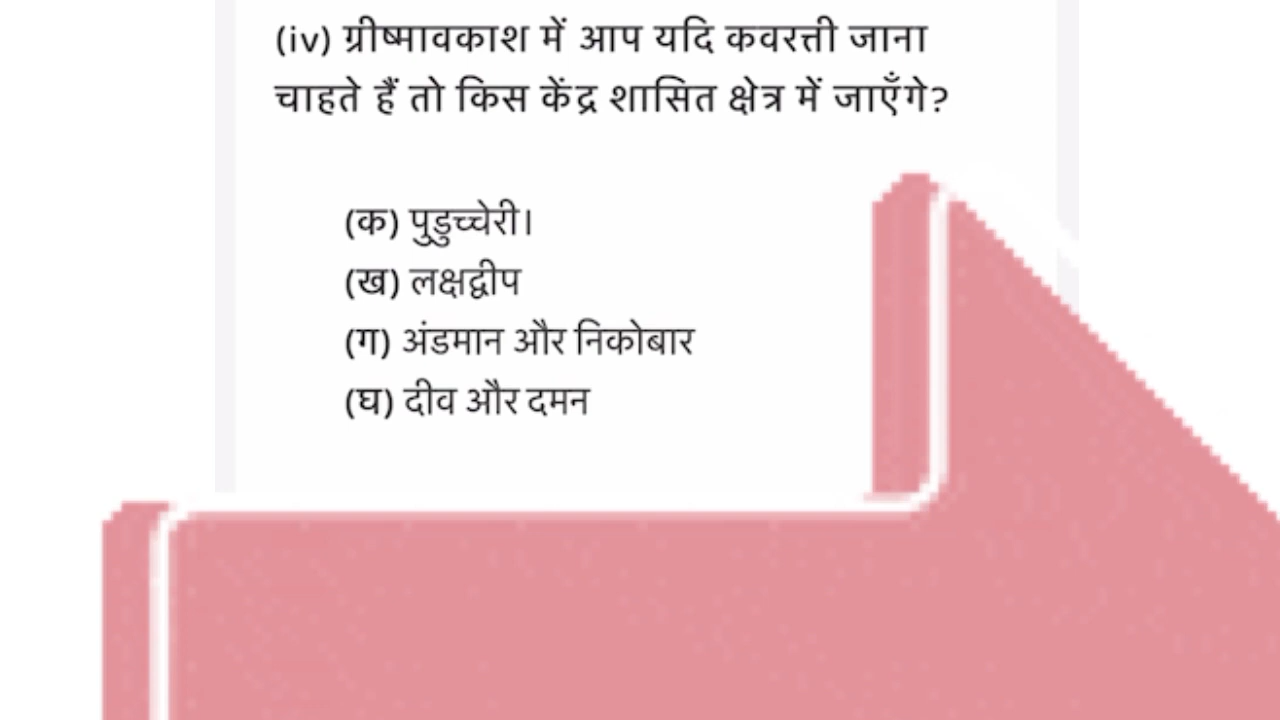 (iv) ग्रीष्मावकाश में आप यदि कवरत्ती जाना
चाहते हैं तो किस केंद्र शासित क्षेत्र में जाएँगे?
(क) पुडुच्चेरी।
(ख) लक्षद्वीप
(ग) अंडमान और निकोबार
(घ) दीव और दमन